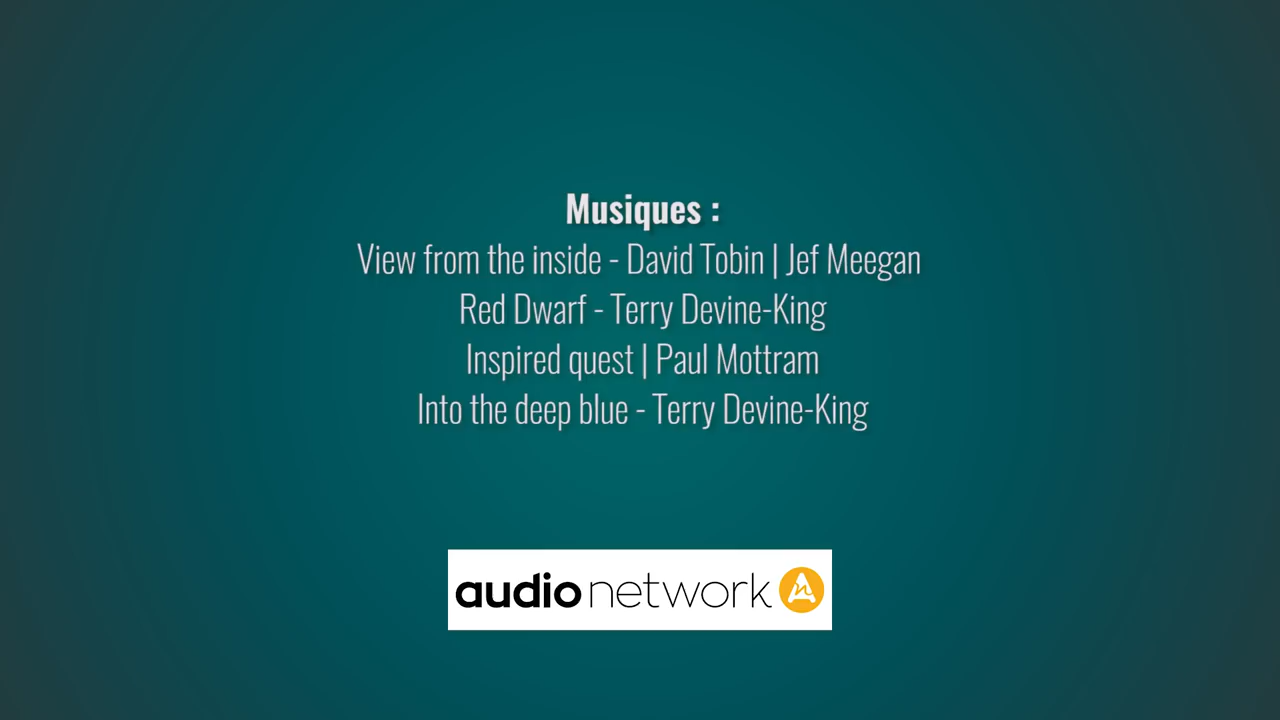 Musiques :
View from the inside - David Tobin | Jef Meegan
Red Dwarf - Terry Devine-King
Inspired quest | Paul Mottram
Into the deep blue - Terry Devine-King
audio network